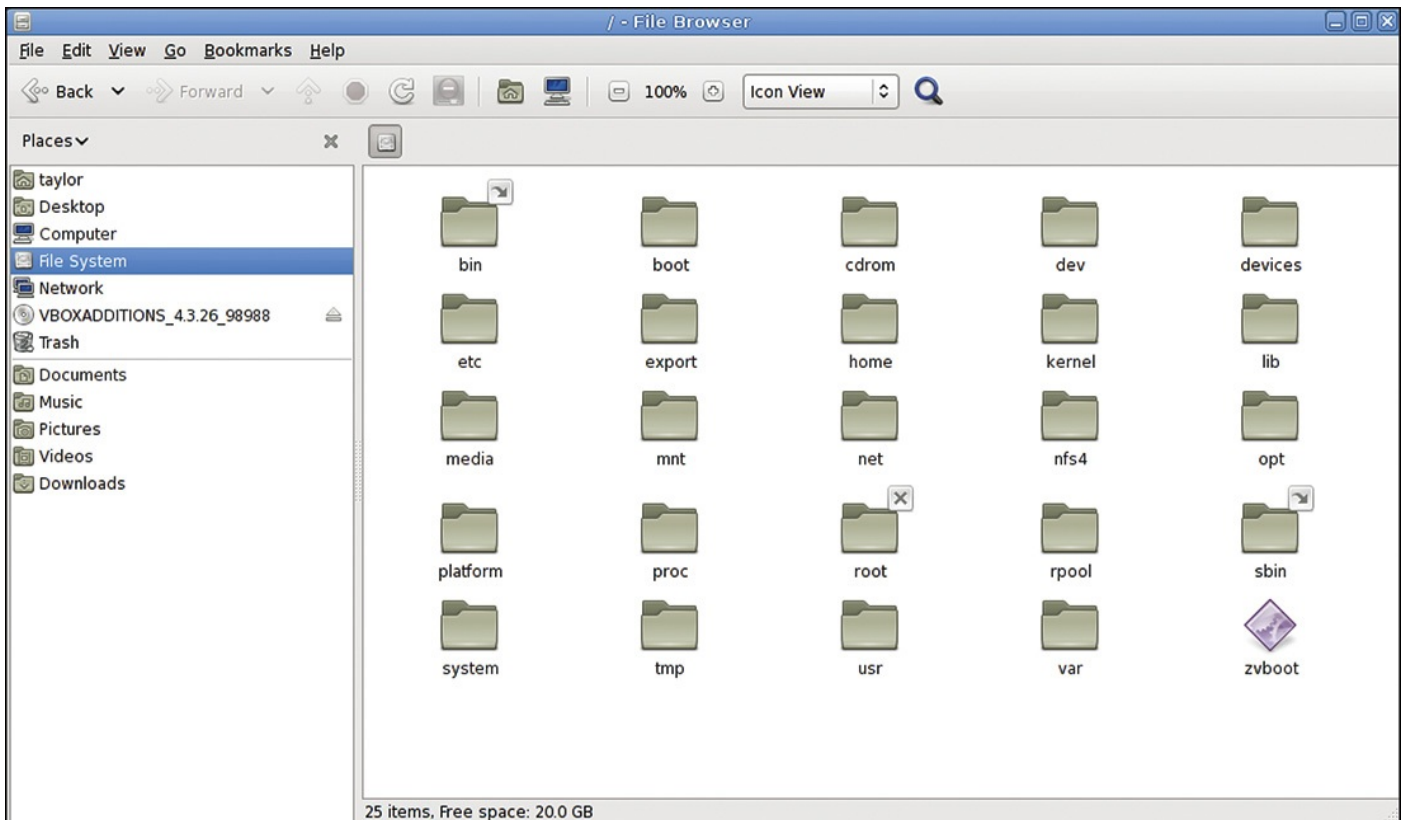 / - File Browser
File Edit View Go Bookmarks Help
Back Forward 100% Icon View
Places
taylor
Desktop
Computer
File System
Network
VBOXADDITIONS_4.3.26_98988
Trash
Documents
Music
Pictures
Videos
Downloads
bin boot cdrom dev devices
etc export home kernel lib
media mnt net nfs4 opt
platform proc root rpool sbin
system tmp usr var zvboot
25 items, Free space: 20.0 GB